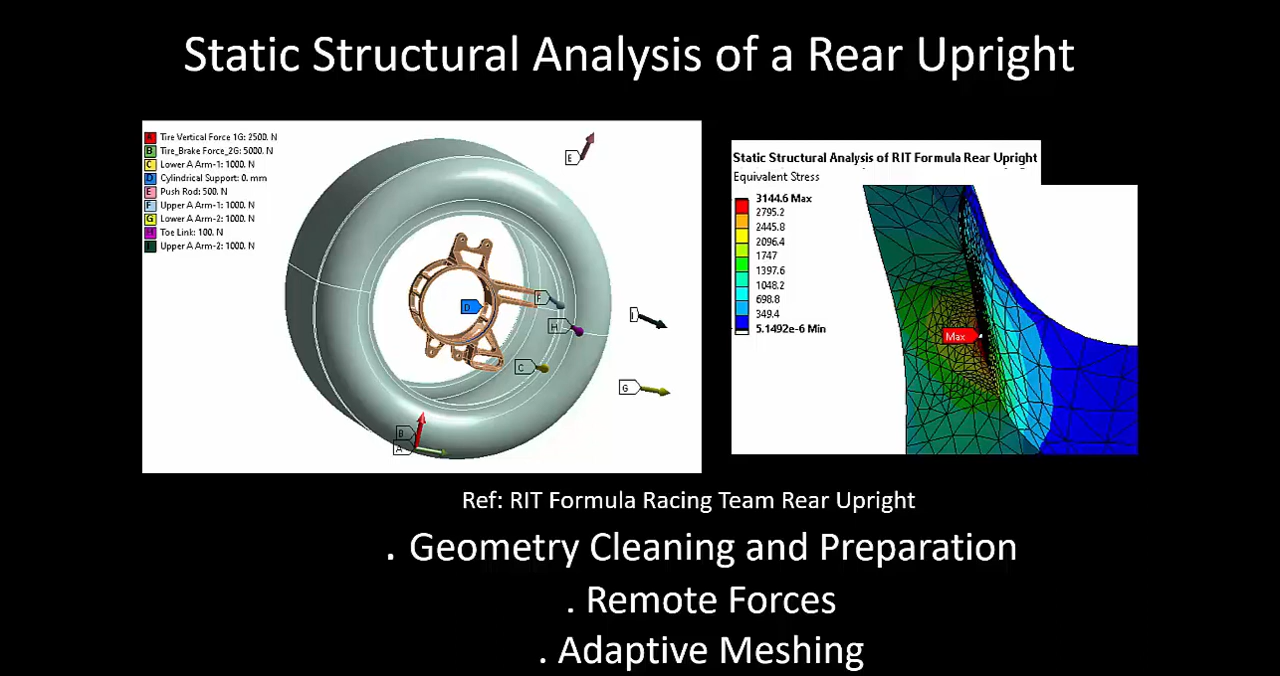 Static Structural Analysis of a Rear Upright
A Tire Vertical Force 1G: 2500. N
B Tire_Brake Force_2G: 5000. N
C Lower A Arm-1: 1000. N
D Cylindrical Support: 0. mm
E Push Rod: 500. N
F Upper A Arm-1: 1000. N
G Lower A Arm-2: 1000. N
H Toe Link: 100. N
I Upper A Arm-2: 1000. N
E
D
F
H
I
C
G
B
A
Static Structural Analysis of RIT Formula Rear Upright
Equivalent Stress
3144.6 Max
2795.2
2445.8
2096.4
1747
1397.6
1048.2
698.8
349.4
5.1492e-6 Min
Max
Ref: RIT Formula Racing Team Rear Upright
. Geometry Cleaning and Preparation
. Remote Forces
. Adaptive Meshing